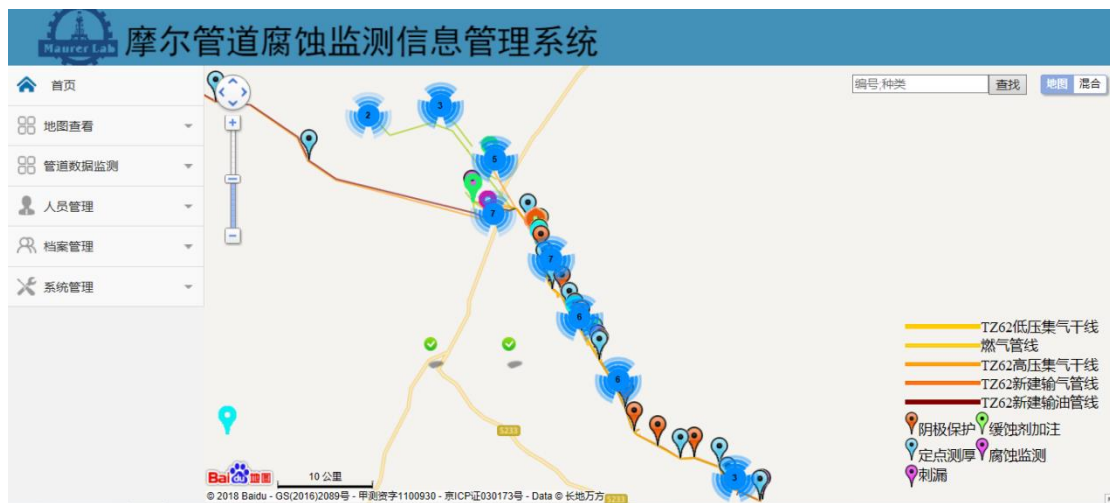 Maurer Lab
摩尔管道腐蚀监测信息管理系统
首页
地图查看
管道数据监测
人员管理
档案管理
系统管理
编号,种类
查找
地图
混合
2
3
5
7
7
6
6
3
S233
S233
TZ62低压集气干线
燃气管线
TZ62高压集气干线
TZ62新建输气管线
TZ62新建输油管线
阴极保护
缓蚀剂加注
定点测厚
腐蚀监测
刺漏
Bai du 地图
10 公里
© 2018 Baidu - GS(2016)2089号 - 甲测资字1100930 - 京ICP证030173号 - Data © 长地万方